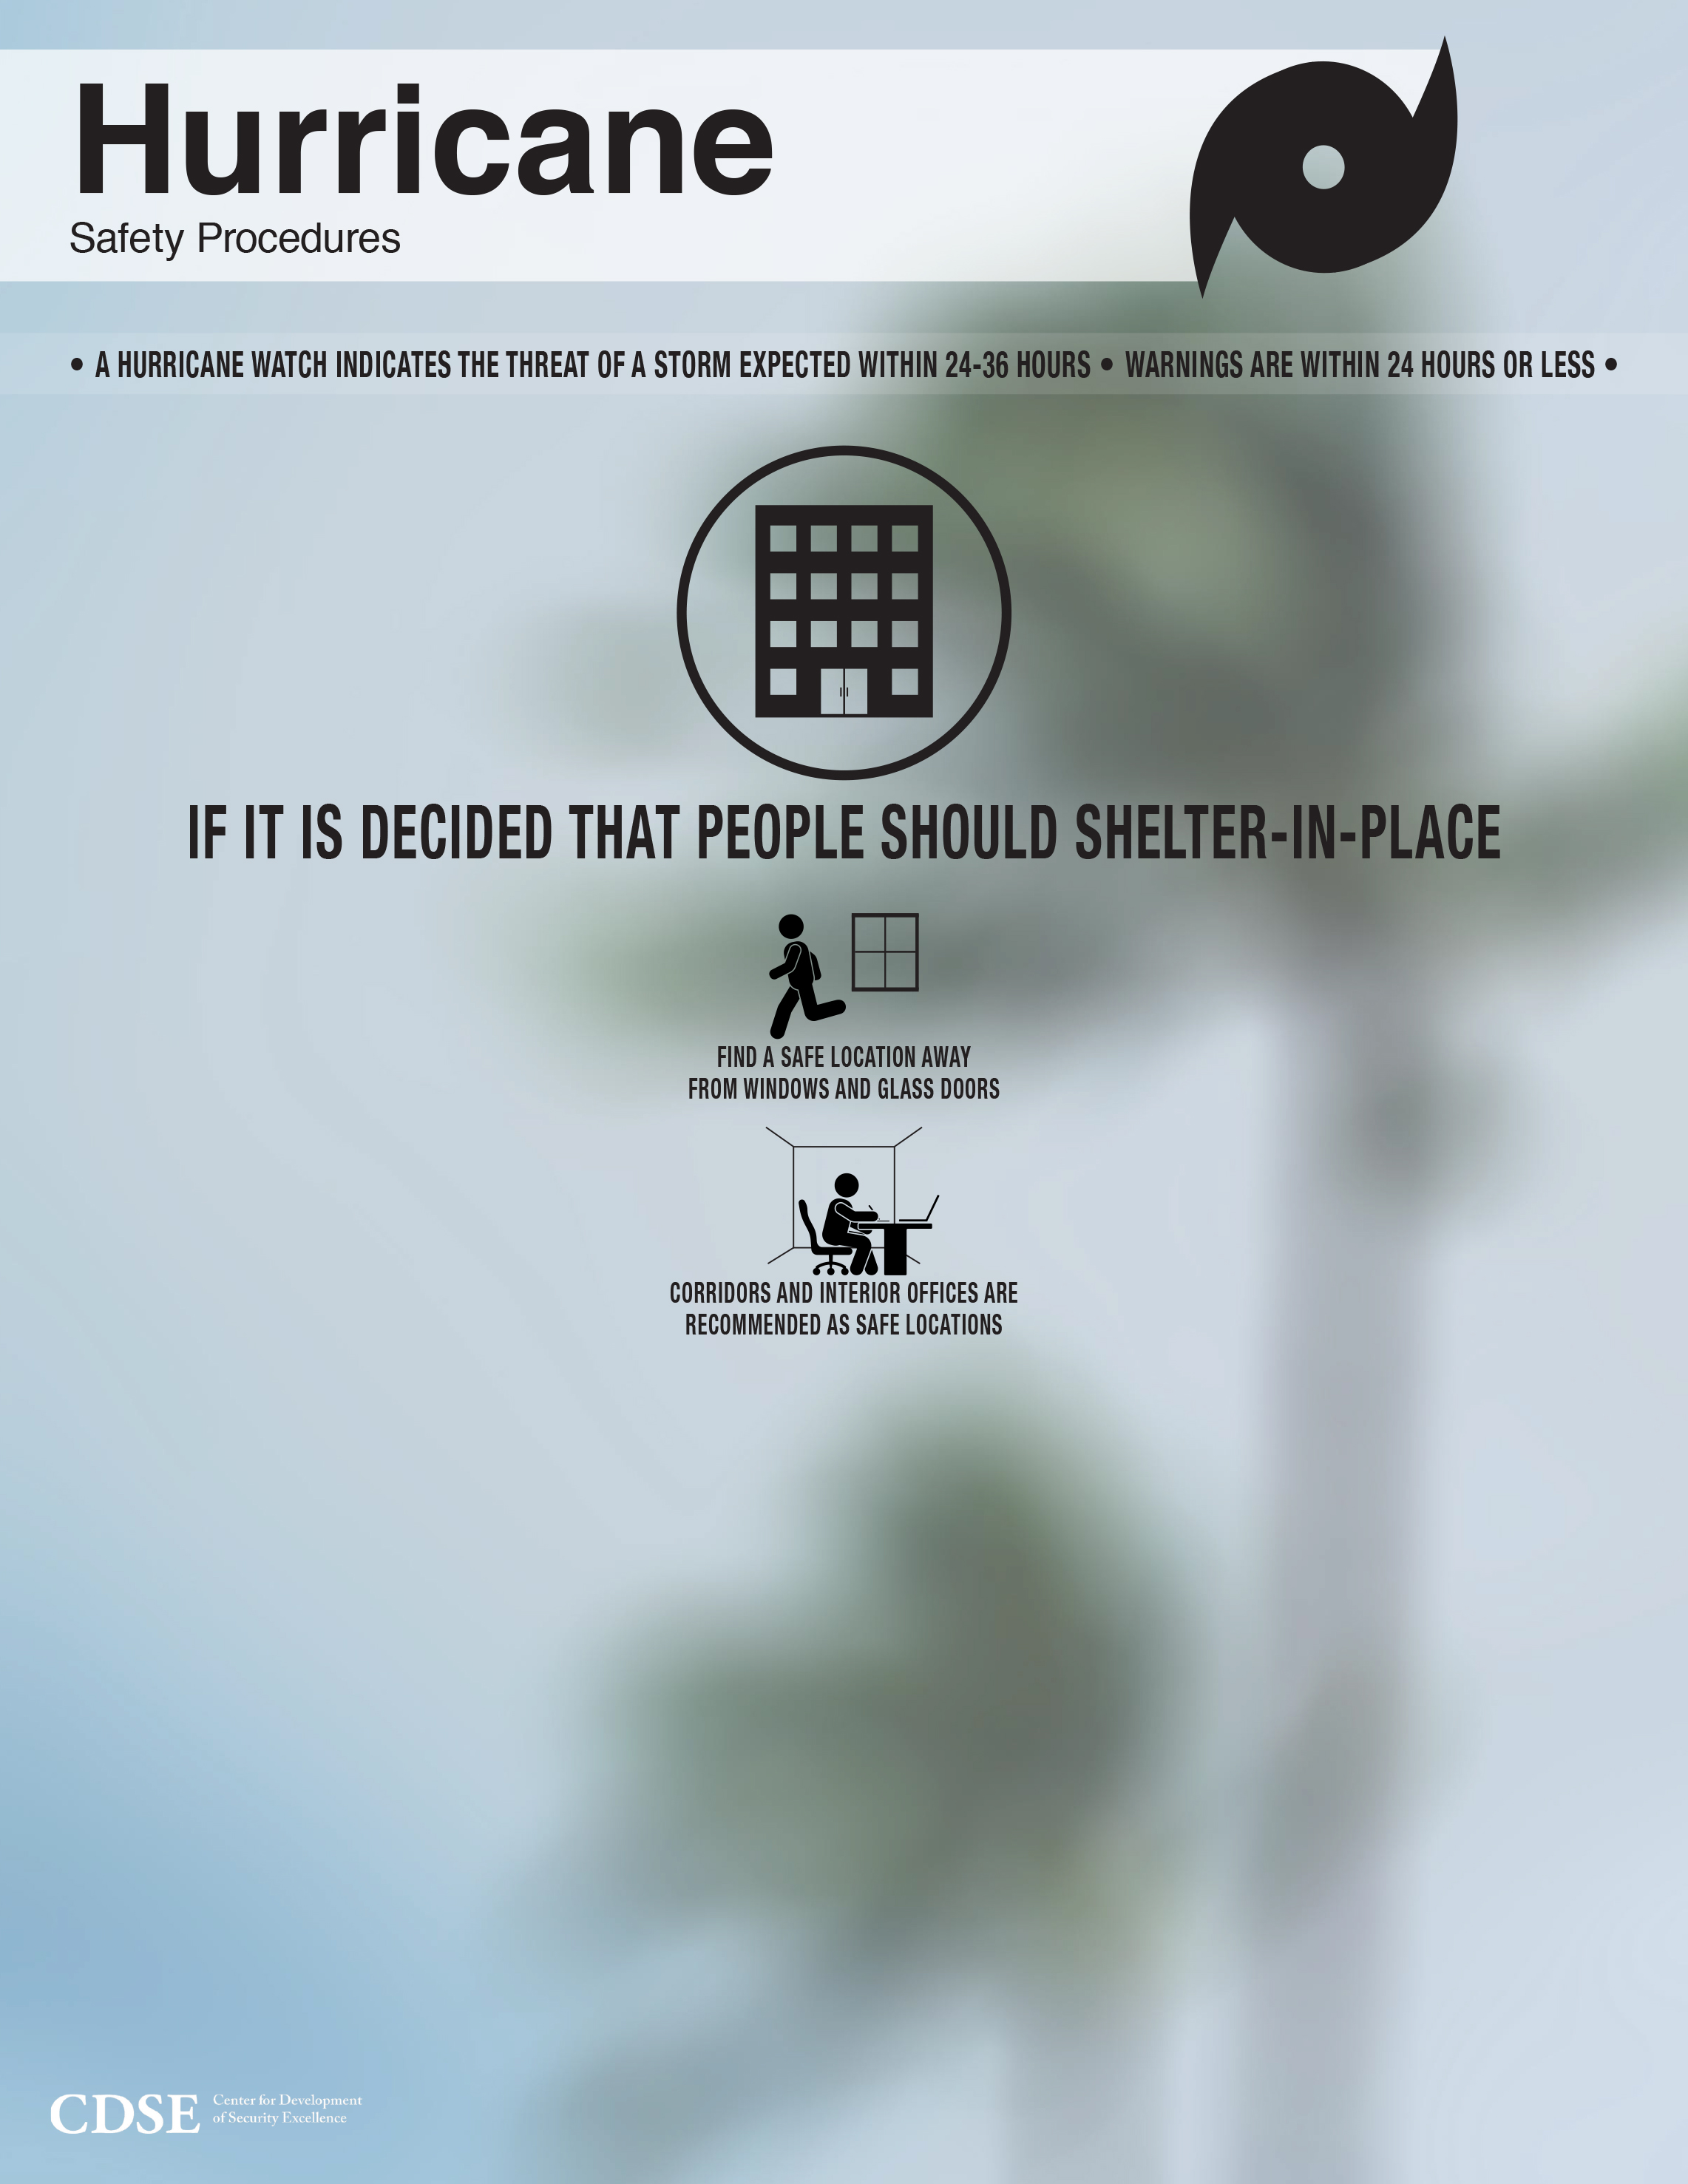 Hurricane
Safety Procedures
• A HURRICANE WATCH INDICATES THE THREAT OF A STORM EXPECTED WITHIN 24-36 HOURS • WARNINGS ARE WITHIN 24 HOURS OR LESS •
IF IT IS DECIDED THAT PEOPLE SHOULD SHELTER-IN-PLACE
FIND A SAFE LOCATION AWAY
FROM WINDOWS AND GLASS DOORS
CORRIDORS AND INTERIOR OFFICES ARE
RECOMMENDED AS SAFE LOCATIONS
CDSE
Center for Development
of Security Excellence